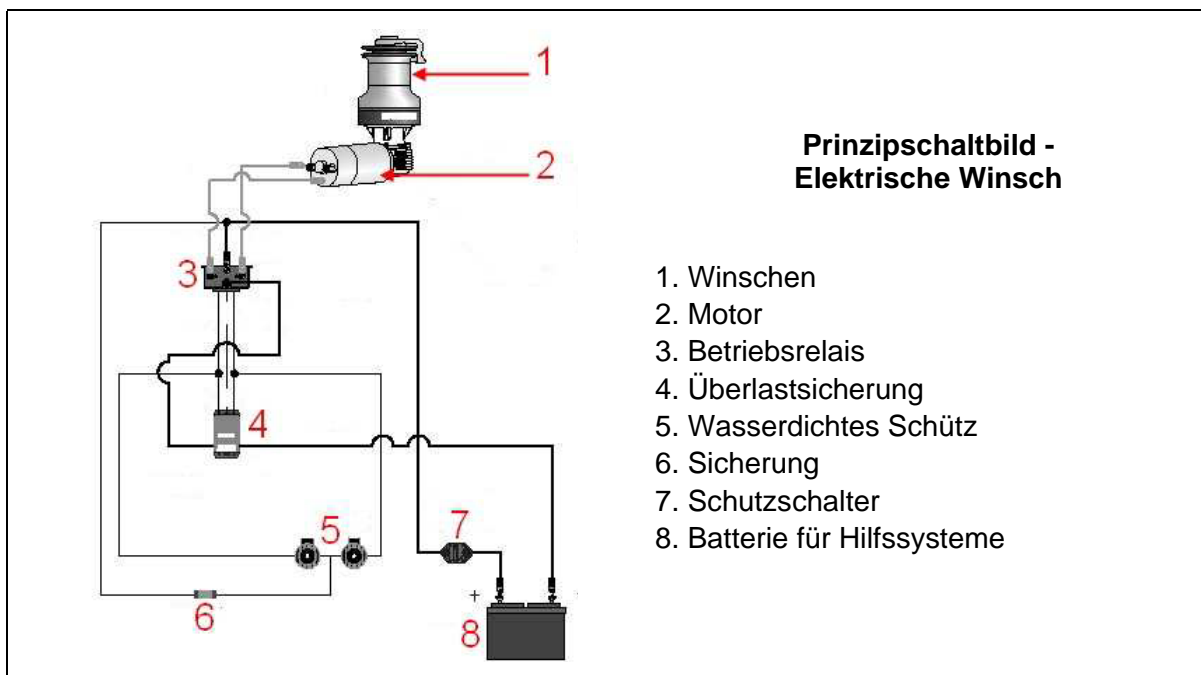 1
2
3
4
5
6
7
+
8
Prinzipschaltbild -
Elektrische Winsch
1. Winschen
2. Motor
3. Betriebsrelais
4. Überlastsicherung
5. Wasserdichtes Schütz
6. Sicherung
7. Schutzschalter
8. Batterie für Hilfssysteme